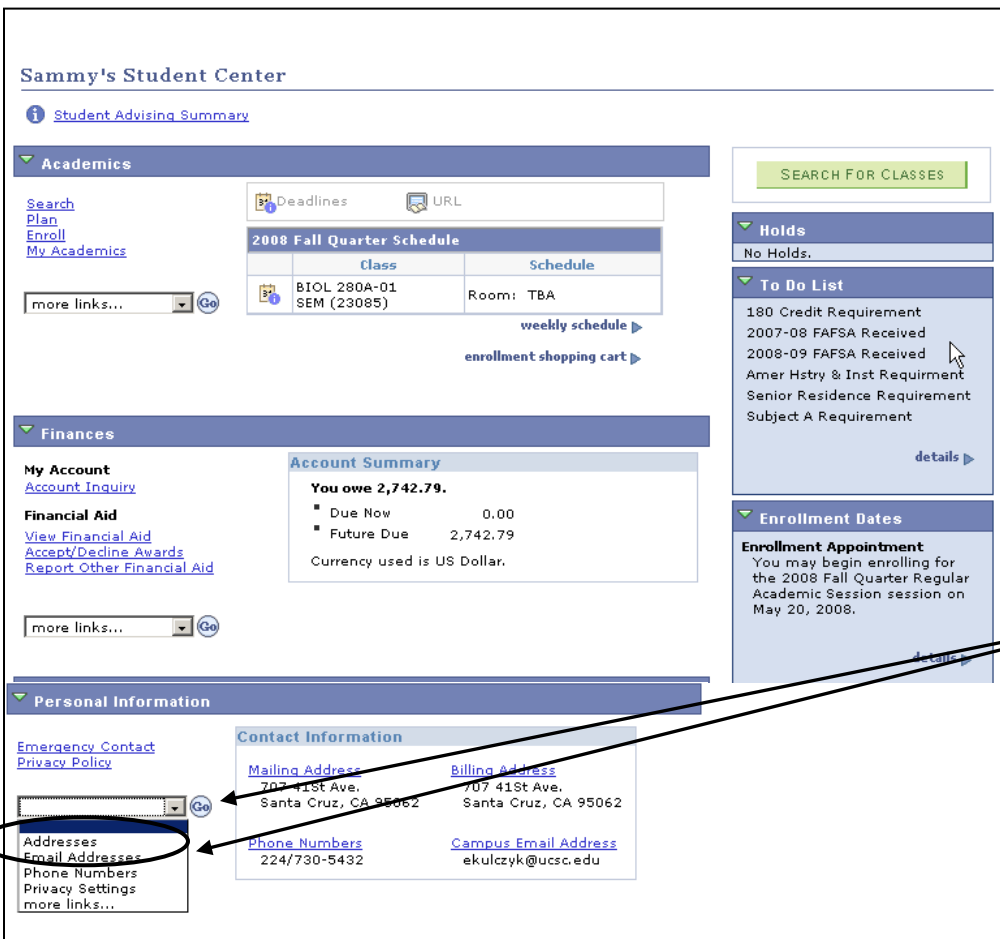 Sammy's Student Center
Student Advising Summary
Academics
Search
Plan
Enroll
My Academics
more links...
Go
Deadlines
URL
2008 Fall Quarter Schedule
Class
Schedule
BIOL 280A-01
SEM (23085)
Room: TBA
weekly schedule
enrollment shopping cart
Finances
My Account
Account Inquiry
Financial Aid
View Financial Aid
Accept/Decline Awards
Report Other Financial Aid
more links...
Go
Account Summary
You owe 2,742.79.
Due Now 0.00
Future Due 2,742.79
Currency used is US Dollar.
SEARCH FOR CLASSES
Holds
No Holds.
To Do List
180 Credit Requirement
2007-08 FAFSA Received
2008-09 FAFSA Received
Amer Hstry & Inst Requirment
Senior Residence Requirement
Subject A Requirement
details
Enrollment Dates
Enrollment Appointment
You may begin enrolling for
the 2008 Fall Quarter Regular
Academic Session session on
May 20, 2008.
details
Personal Information
Emergency Contact
Privacy Policy
Go
Addresses
Email Addresses
Phone Numbers
Privacy Settings
more links...
Contact Information
Mailing Address
707 41St Ave.
Santa Cruz, CA 95062
Billing Address
707 41St Ave.
Santa Cruz, CA 95062
Phone Numbers
224/730-5432
Campus Email Address
ekulczyk@ucsc.edu